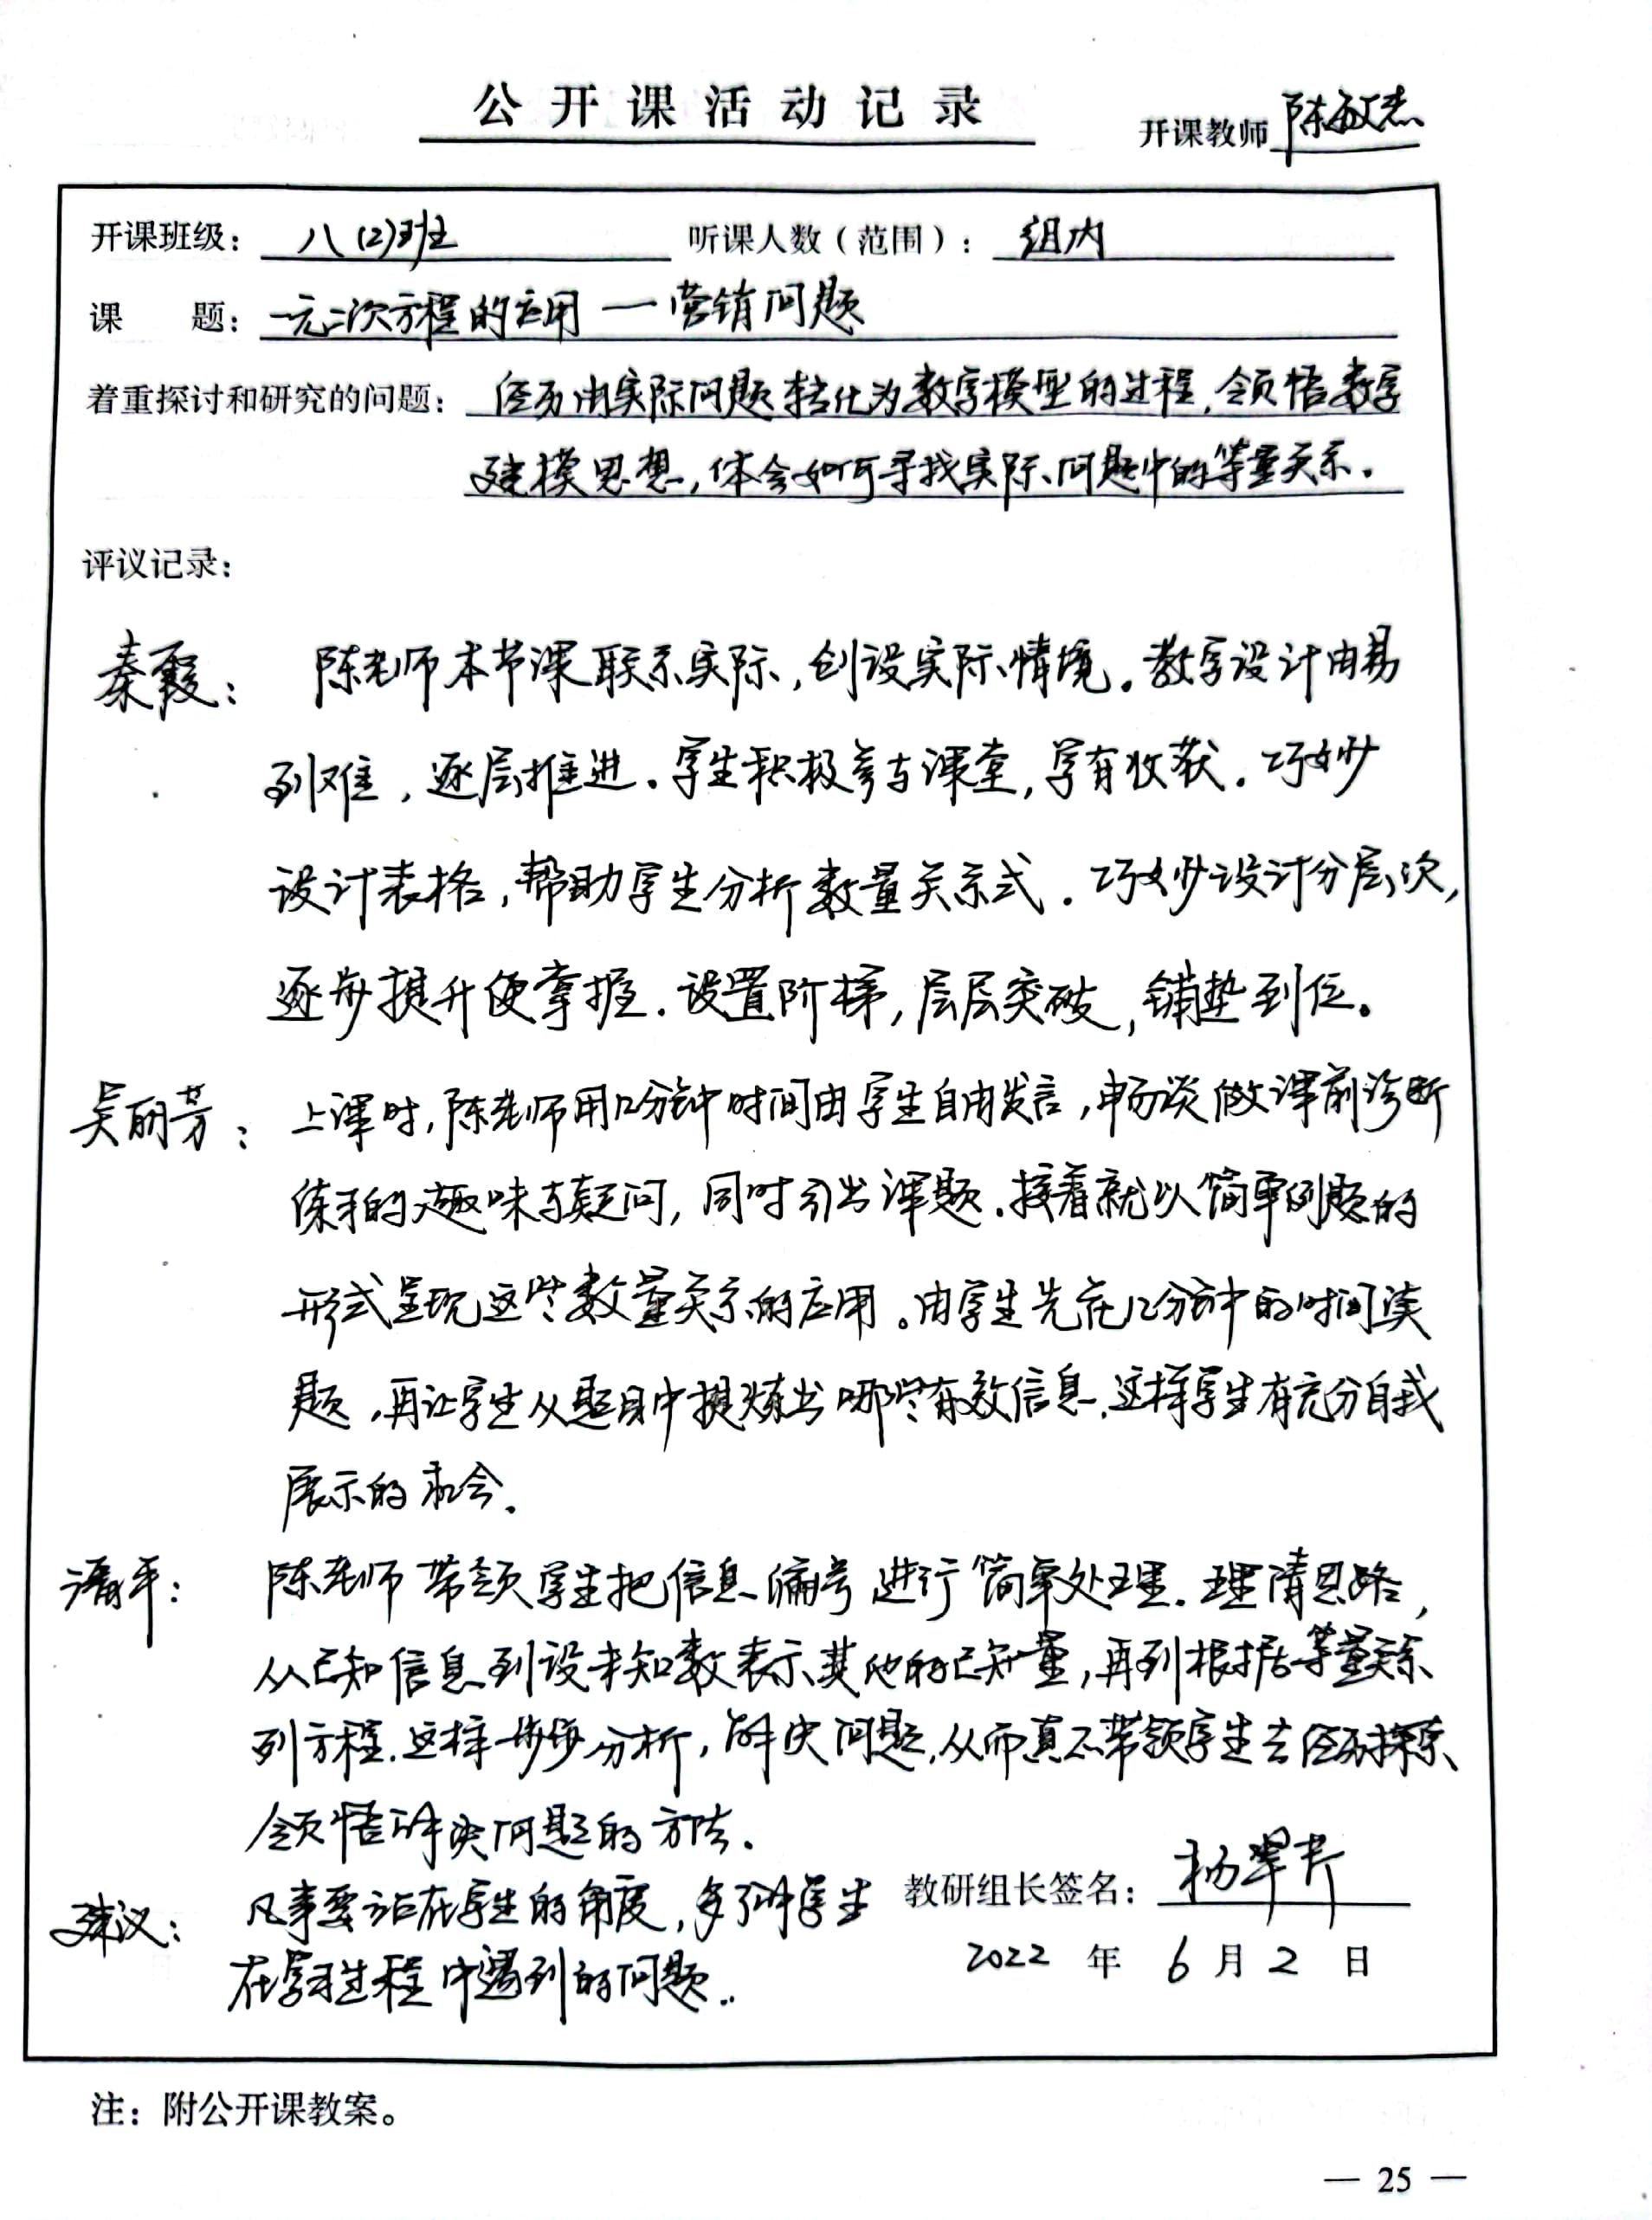 公开课活动记录
开课教师 陈敏杰
开课班级： 八(2)班 听课人数（范围）： 组内
课 题： 一元二次方程的应用 — 营销问题
着重探讨和研究的问题： 经历由实际问题转化为数学模型的过程，领悟数学
建模思想，体会如何寻找实际问题中的等量关系。
评议记录：
秦霞： 陈老师本节课联系实际，创设实际情境。教学设计由易
到难，逐层推进。学生积极参与课堂，学有收获。巧妙
设计表格，帮助学生分析数量关系式。巧妙设计分层次，
逐步提升便掌握。设置阶梯，层层突破，铺垫到位。
吴丽芳： 上课时，陈老师用几分钟时间由学生自由发言，畅谈做课前诊断
练习的趣味与疑问，同时引出课题。接着就以简单例题的
形式呈现这些数量关系的应用。由学生先在几分钟的时间读
题，再让学生从题目中提炼出哪些有效信息，这样学生有充分自我
展示的机会。
潘平： 陈老师带领学生把信息编号进行简单处理。理清思路，
从已知信息到设未知数表示其他的已知量，再到根据等量关系
列方程，这样一步步分析，解决问题，从而真正带领学生去经历探索、
领悟解决问题的方法。
建议： 凡事要站在学生的角度，多了解学生
在学习过程中遇到的问题..
教研组长签名： 杨翠芹
2022 年 6 月 2 日
注：附公开课教案。
— 25 —